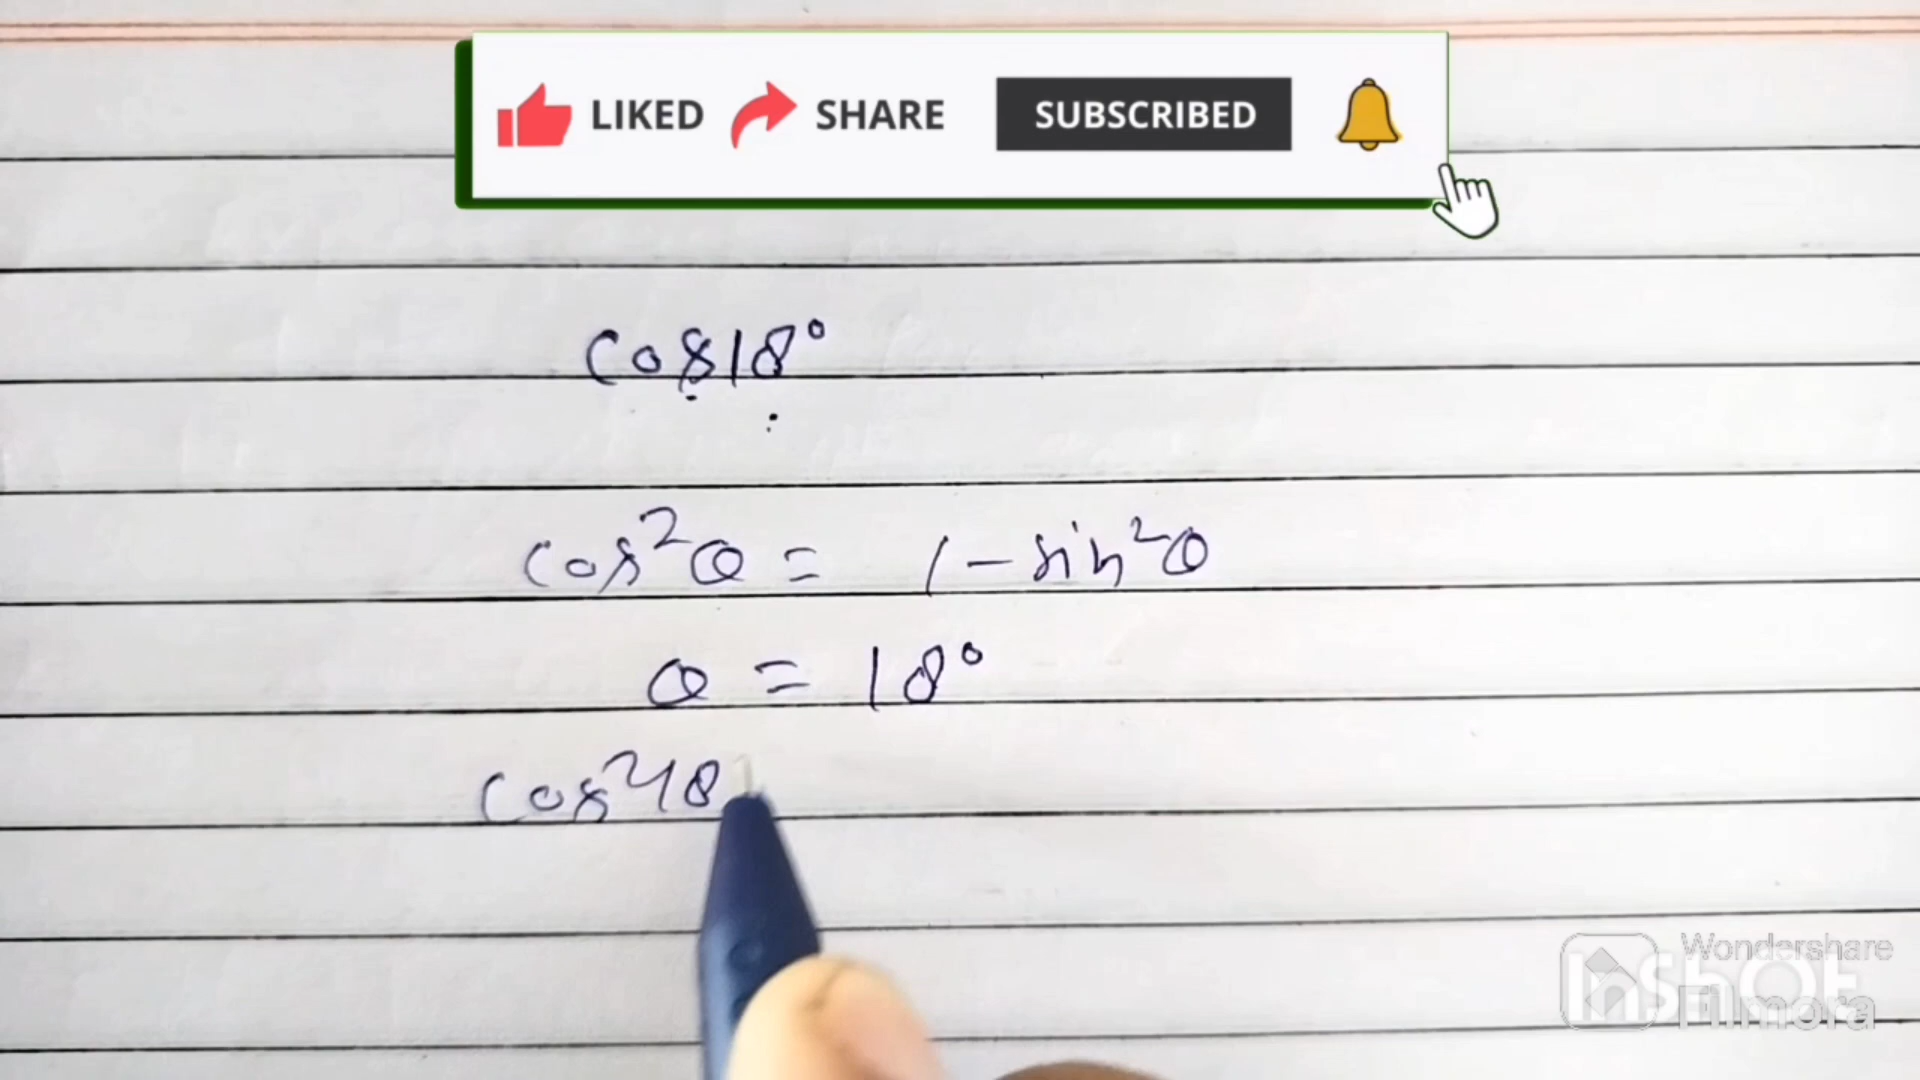 LIKED SHARE SUBSCRIBED
cos18°
cos²θ = 1 - sin²θ
θ = 18°
cos²18
Wondershare
InShOt
Filmora